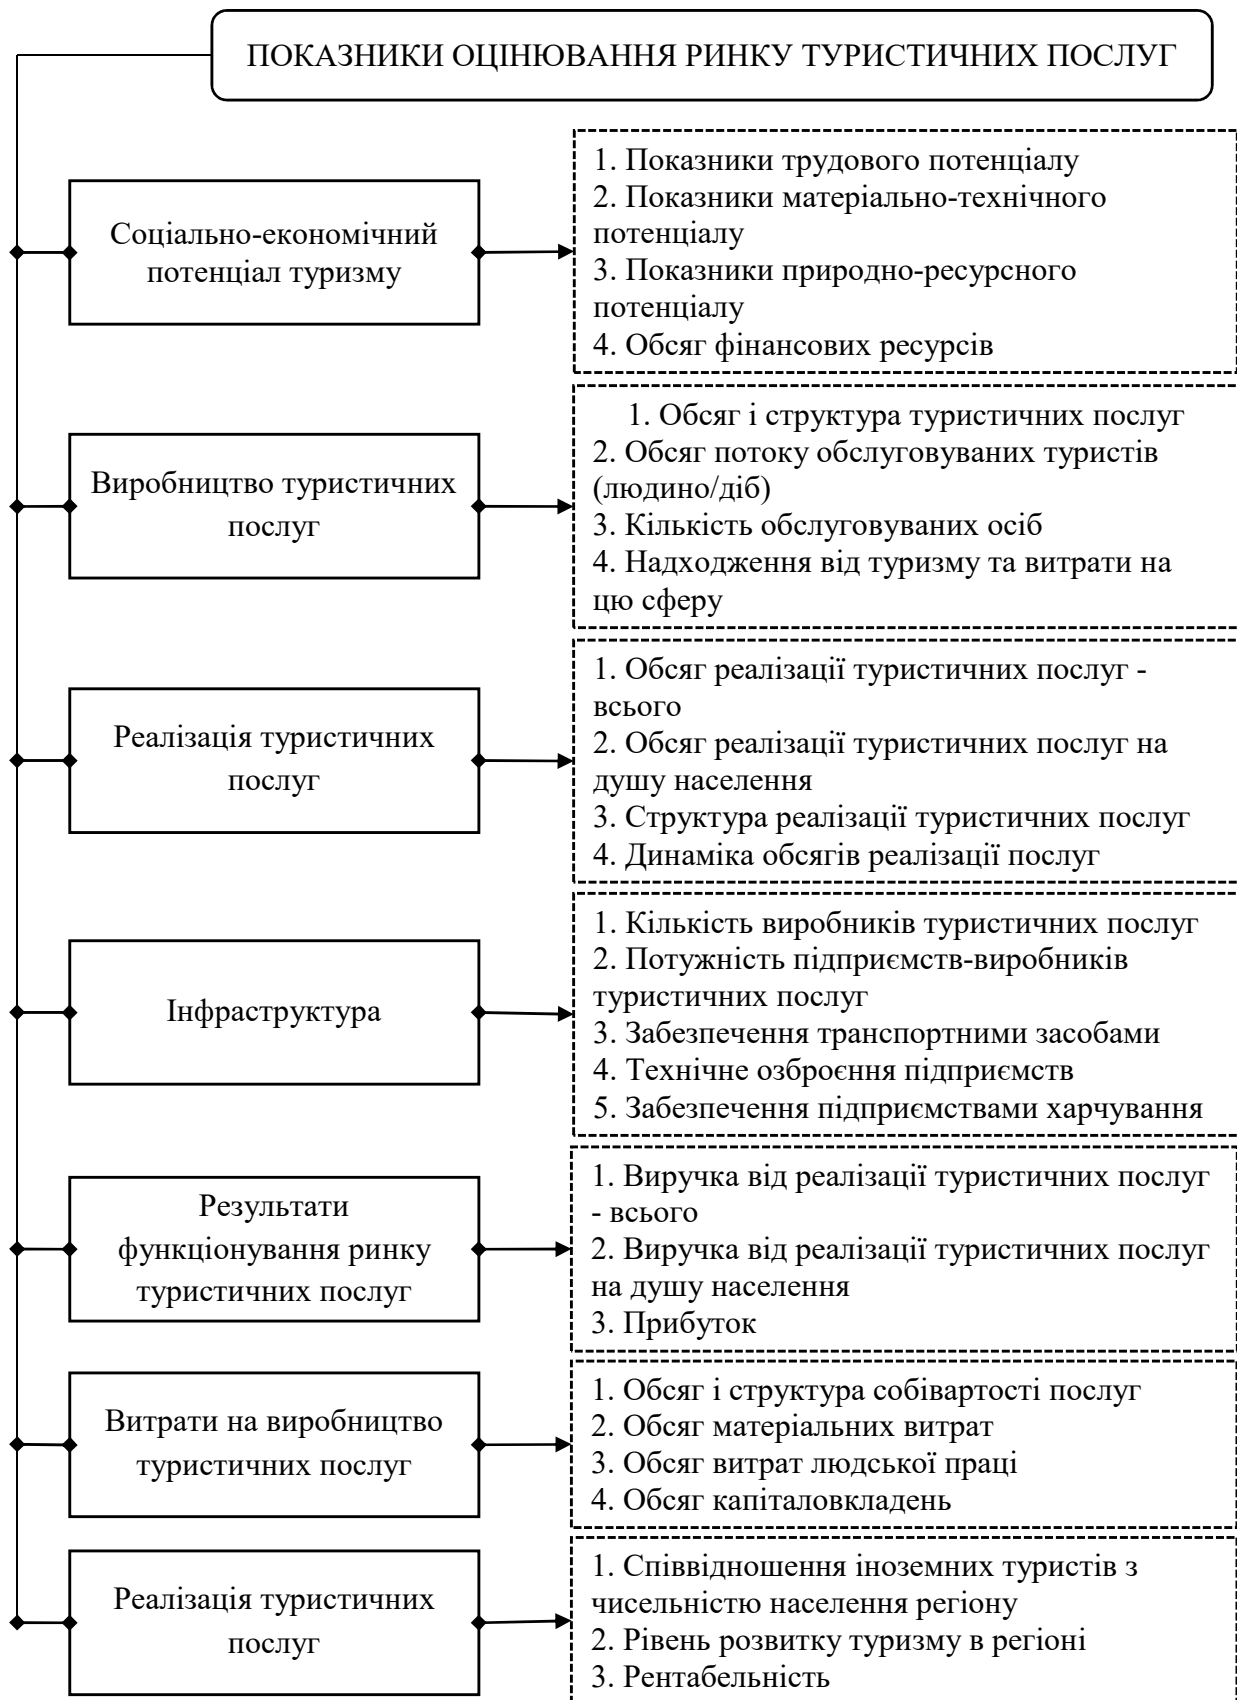 ПОКАЗНИКИ ОЦІНЮВАННЯ РИНКУ ТУРИСТИЧНИХ ПОСЛУГ
Соціально-економічний
потенціал туризму
1. Показники трудового потенціалу
2. Показники матеріально-технічного
потенціалу
3. Показники природно-ресурсного
потенціалу
4. Обсяг фінансових ресурсів
Виробництво туристичних
послуг
1. Обсяг і структура туристичних послуг
2. Обсяг потоку обслуговуваних туристів
(людино/діб)
3. Кількість обслуговуваних осіб
4. Надходження від туризму та витрати на
цю сферу
Реалізація туристичних
послуг
1. Обсяг реалізації туристичних послуг -
всього
2. Обсяг реалізації туристичних послуг на
душу населення
3. Структура реалізації туристичних послуг
4. Динаміка обсягів реалізації послуг
Інфраструктура
1. Кількість виробників туристичних послуг
2. Потужність підприємств-виробників
туристичних послуг
3. Забезпечення транспортними засобами
4. Технічне озброєння підприємств
5. Забезпечення підприємствами харчування
Результати
функціонування ринку
туристичних послуг
1. Виручка від реалізації туристичних послуг
- всього
2. Виручка від реалізації туристичних послуг
на душу населення
3. Прибуток
Витрати на виробництво
туристичних послуг
1. Обсяг і структура собівартості послуг
2. Обсяг матеріальних витрат
3. Обсяг витрат людської праці
4. Обсяг капіталовкладень
Реалізація туристичних
послуг
1. Співвідношення іноземних туристів з
чисельністю населення регіону
2. Рівень розвитку туризму в регіоні
3. Рентабельність